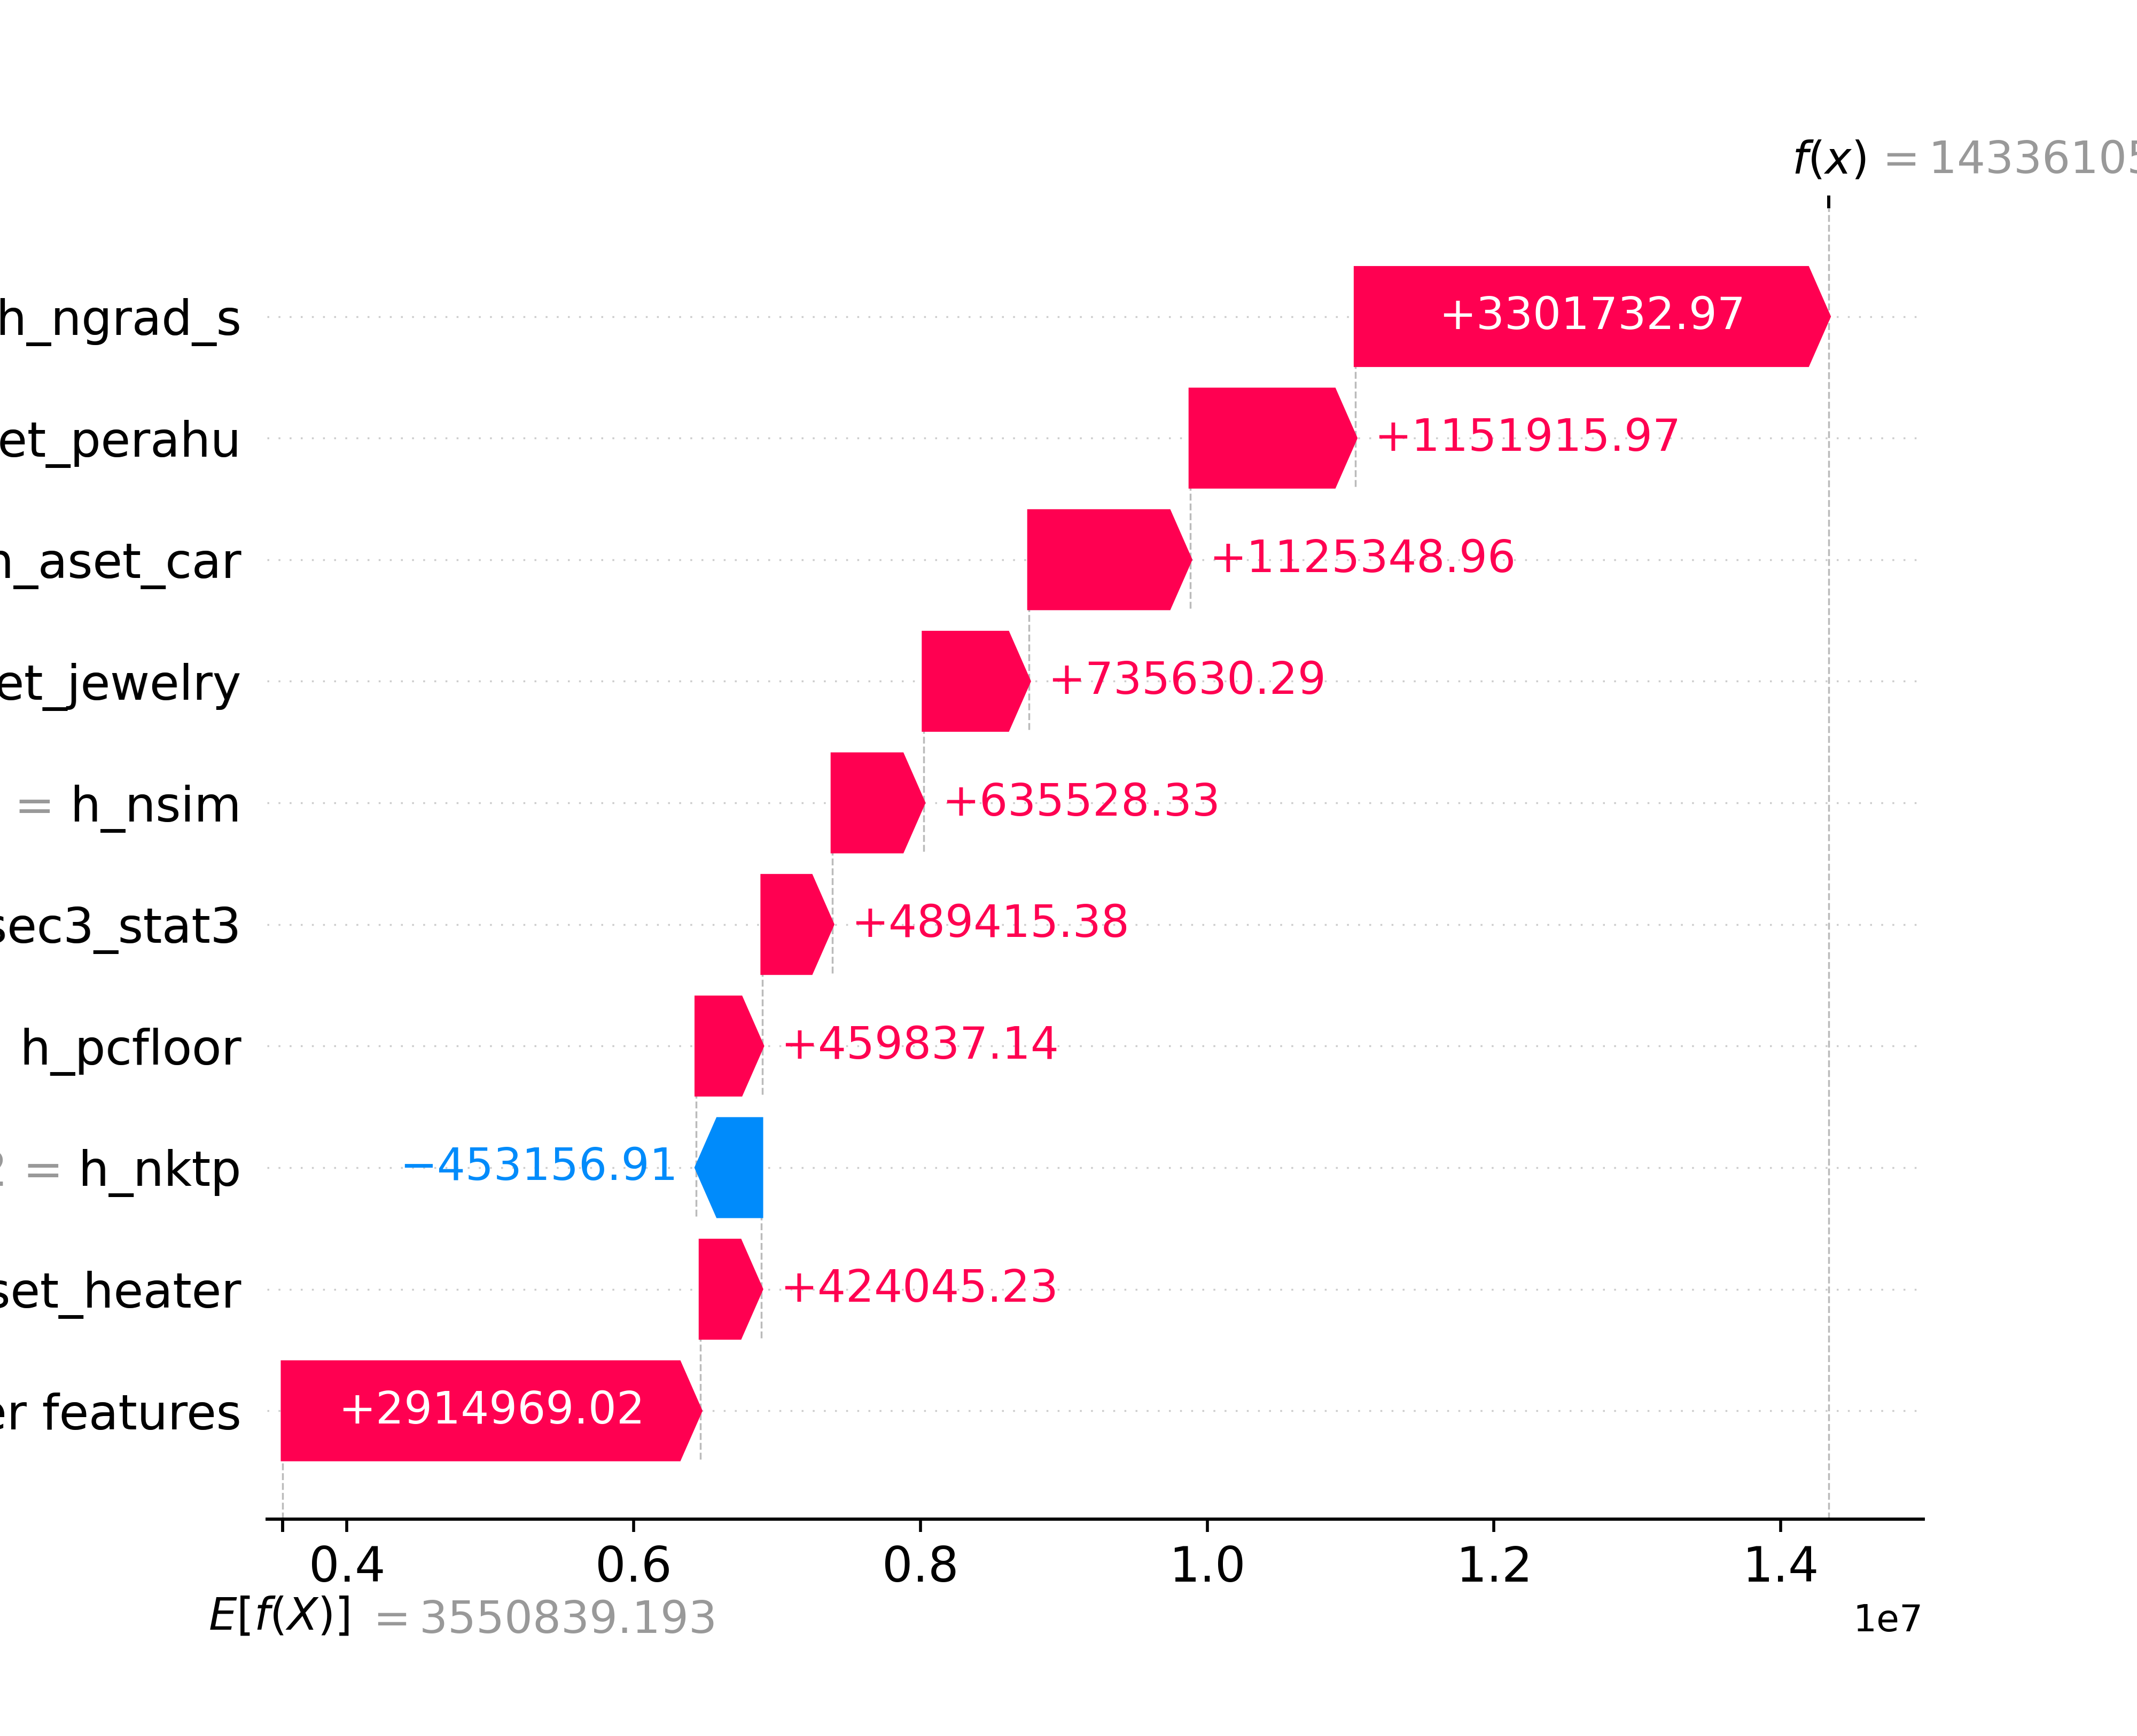 f(x) = 14336105
h_ngrad_s
+3301732.97
et_perahu
+1151915.97
_aset_car
+1125348.96
et_jewelry
+735630.29
= h_nsim
+635528.33
sec3_stat3
+489415.38
h_pcfloor
+459837.14
= h_nktp
−453156.91
set_heater
+424045.23
er features
+2914969.02
0.4 0.6 0.8 1.0 1.2 1.4
E[f(X)] = 3550839.193
1e7